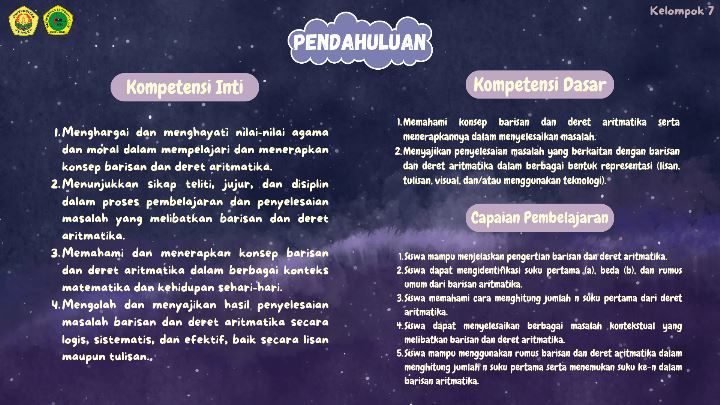 Kelompok 7
PENDAHULUAN
Kompetensi Inti
1.Menghargai dan menghayati nilai-nilai agama
dan moral dalam mempelajari dan menerapkan
konsep barisan dan deret aritmatika.
2.Menunjukkan sikap teliti, jujur, dan disiplin
dalam proses pembelajaran dan penyelesaian
masalah yang melibatkan barisan dan deret
aritmatika.
3.Memahami dan menerapkan konsep barisan
dan deret aritmatika dalam berbagai konteks
matematika dan kehidupan sehari-hari.
4.Mengolah dan menyajikan hasil penyelesaian
masalah barisan dan deret aritmatika secara
logis, sistematis, dan efektif, baik secara lisan
maupun tulisan.,
Kompetensi Dasar
1.Memahami konsep barisan dan deret aritmatika serta
menerapkannya dalam menyelesaikan masalah.
2.Menyajikan penyelesaian masalah yang berkaitan dengan barisan
dan deret aritmatika dalam berbagai bentuk representasi (lisan,
tulisan, visual, dan/atau menggunakan teknologi).
Capaian Pembelajaran
1.Siswa mampu menjelaskan pengertian barisan dan deret aritmatika.
2.Siswa dapat mengidentifikasi suku pertama (a), beda (b), dan rumus
umum dari barisan aritmatika.
3.Siswa memahami cara menghitung jumlah n suku pertama dari deret
aritmatika.
4.Siswa dapat menyelesaikan berbagai masalah kontekstual yang
melibatkan barisan dan deret aritmatika.
5.Siswa mampu menggunakan rumus barisan dan deret aritmatika dalam
menghitung jumlah n suku pertama serta menemukan suku ke-n dalam
barisan aritmatika.